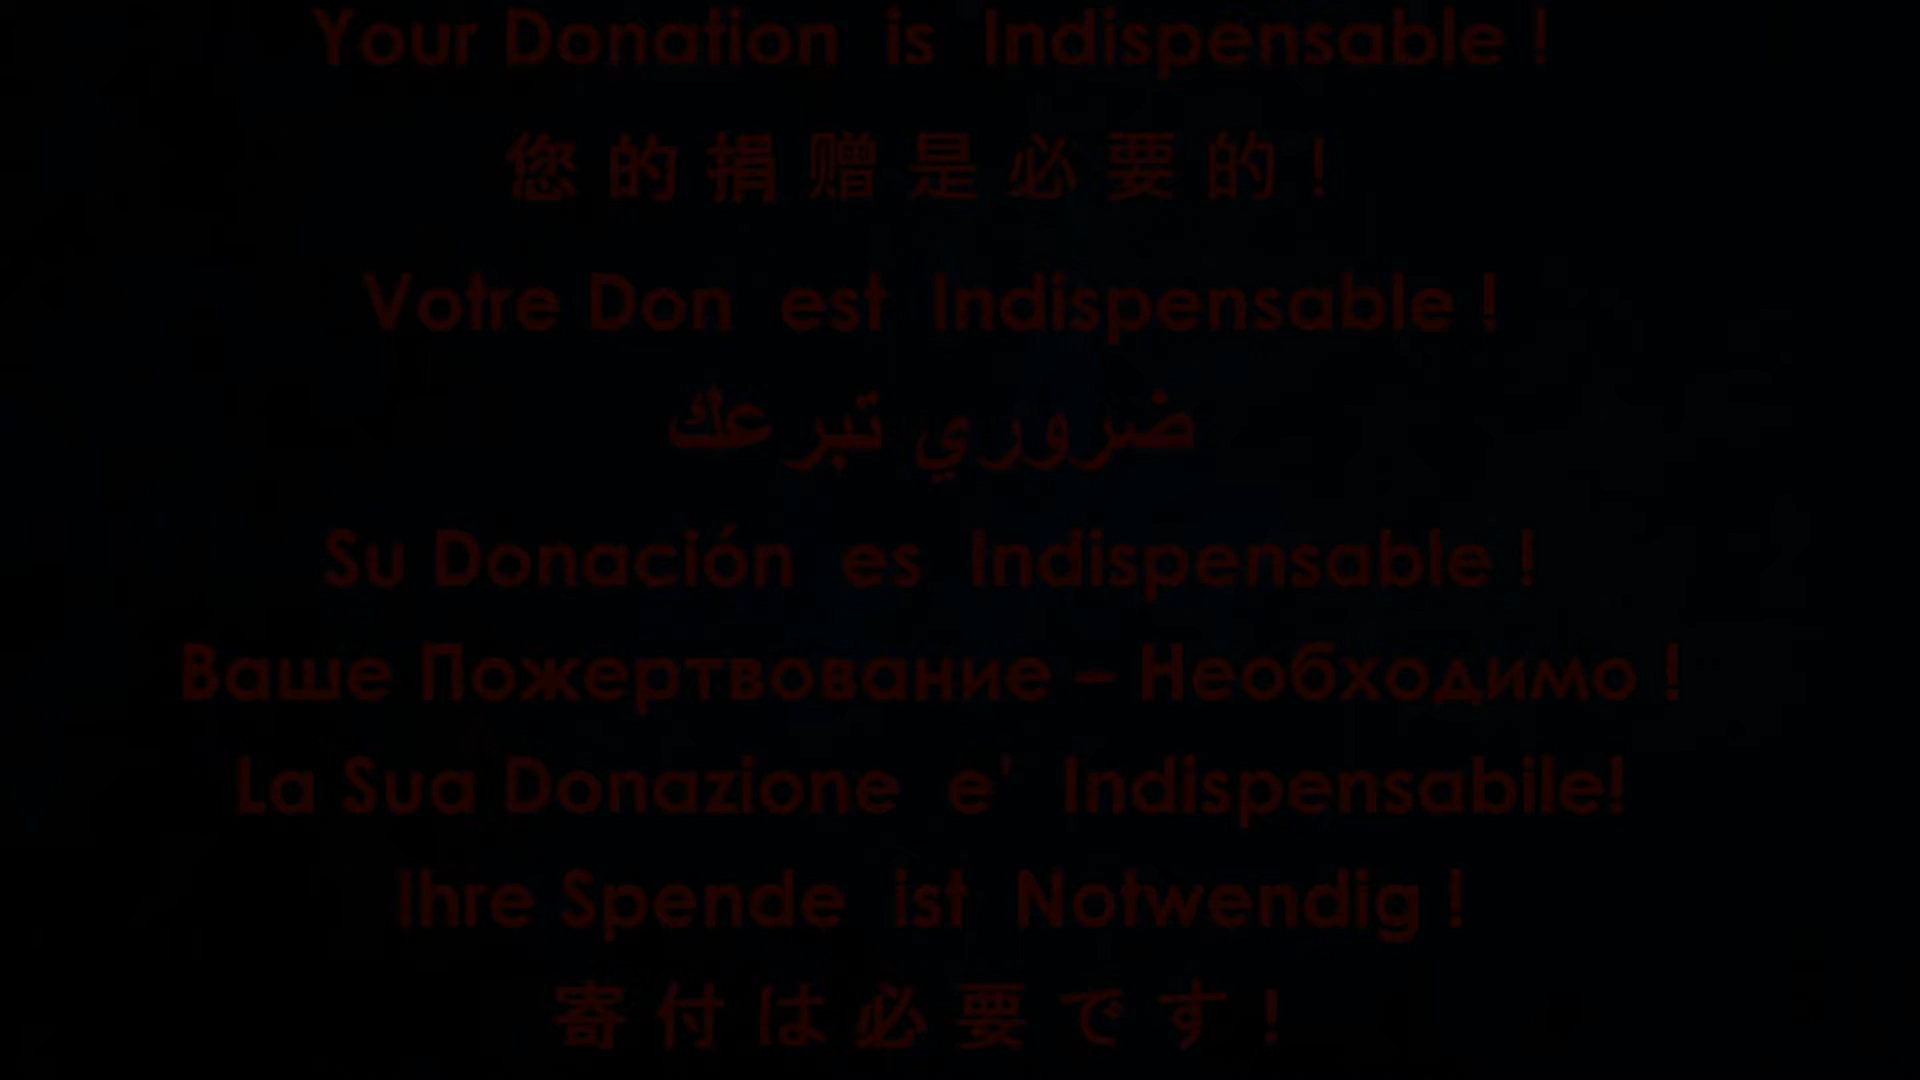 Your Donation is Indispensable !
您的捐赠是必要的!
Votre Don est Indispensable !
ضروري تبرعك
Su Donación es Indispensable !
Ваше Пожертвование – Необходимо !
La Sua Donazione e' Indispensabile!
Ihre Spende ist Notwendig !
寄付は必要です!